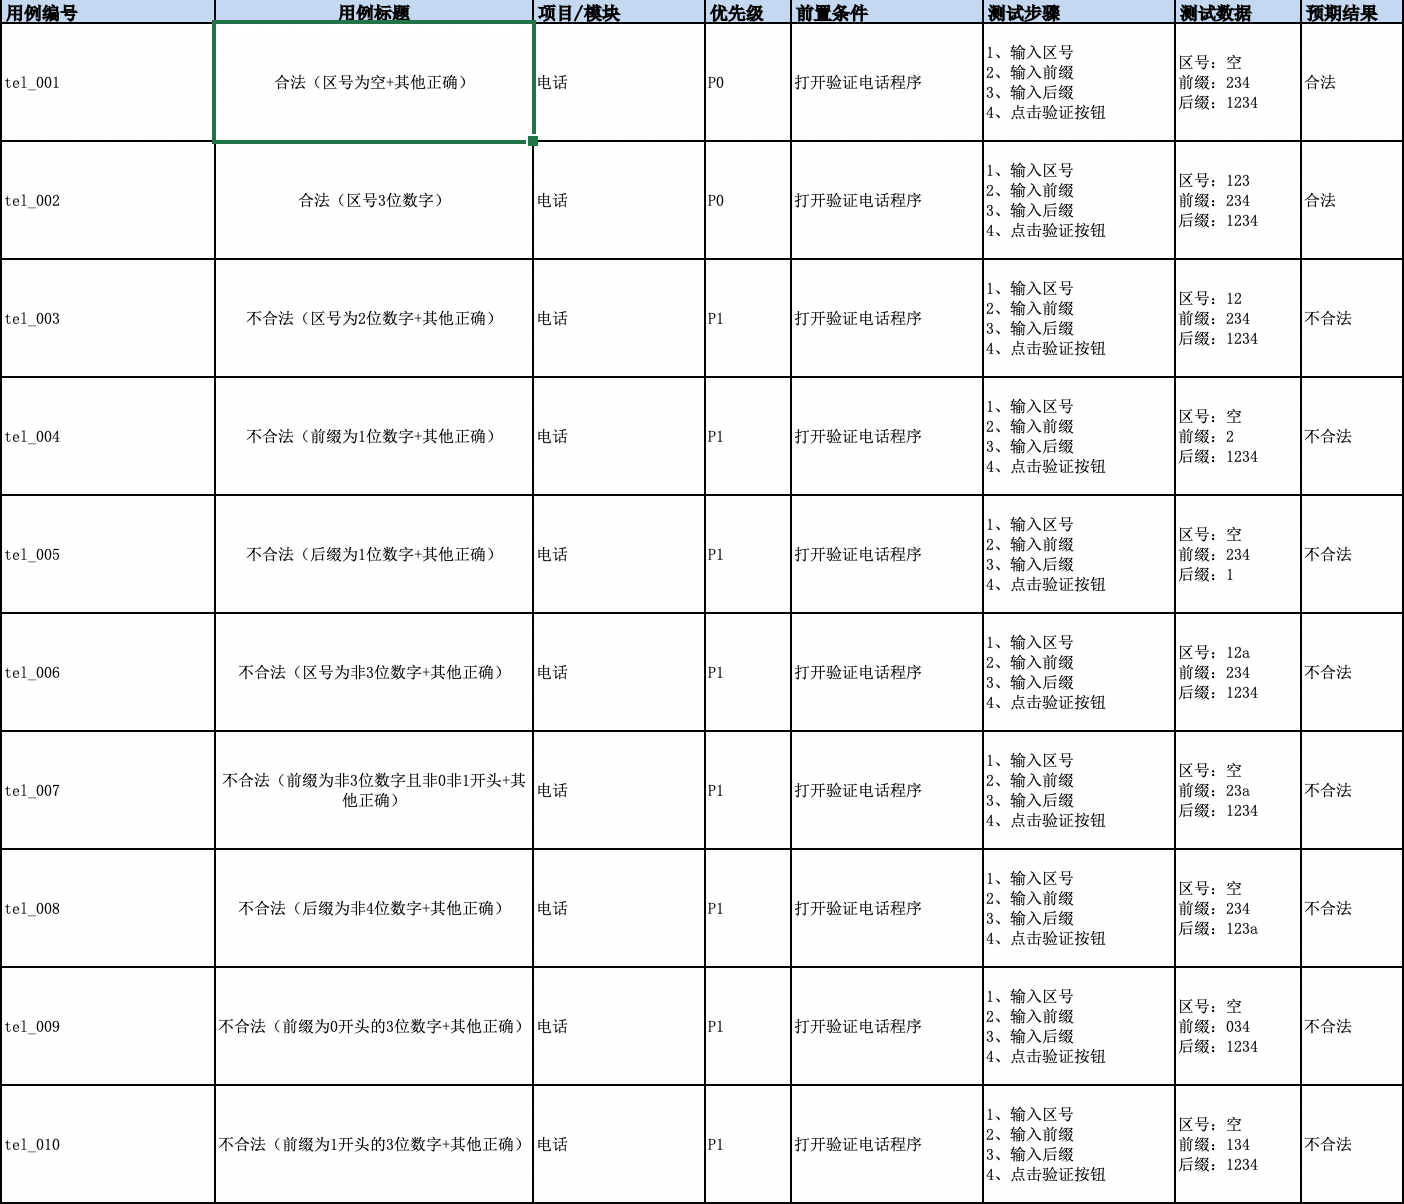 用例编号 用例标题 项目/模块 优先级 前置条件 测试步骤 测试数据 预期结果
tel_001 合法（区号为空+其他正确） 电话 P0 打开验证电话程序
1、输入区号
2、输入前缀
3、输入后缀
4、点击验证按钮
区号：空
前缀：234
后缀：1234
合法
tel_002 合法（区号3位数字） 电话 P0 打开验证电话程序
1、输入区号
2、输入前缀
3、输入后缀
4、点击验证按钮
区号：123
前缀：234
后缀：1234
合法
tel_003 不合法（区号为2位数字+其他正确） 电话 P1 打开验证电话程序
1、输入区号
2、输入前缀
3、输入后缀
4、点击验证按钮
区号：12
前缀：234
后缀：1234
不合法
tel_004 不合法（前缀为1位数字+其他正确） 电话 P1 打开验证电话程序
1、输入区号
2、输入前缀
3、输入后缀
4、点击验证按钮
区号：空
前缀：2
后缀：1234
不合法
tel_005 不合法（后缀为1位数字+其他正确） 电话 P1 打开验证电话程序
1、输入区号
2、输入前缀
3、输入后缀
4、点击验证按钮
区号：空
前缀：234
后缀：1
不合法
tel_006 不合法（区号为非3位数字+其他正确） 电话 P1 打开验证电话程序
1、输入区号
2、输入前缀
3、输入后缀
4、点击验证按钮
区号：12a
前缀：234
后缀：1234
不合法
tel_007
不合法（前缀为非3位数字且非0非1开头+其
他正确）
电话 P1 打开验证电话程序
1、输入区号
2、输入前缀
3、输入后缀
4、点击验证按钮
区号：空
前缀：23a
后缀：1234
不合法
tel_008 不合法（后缀为非4位数字+其他正确） 电话 P1 打开验证电话程序
1、输入区号
2、输入前缀
3、输入后缀
4、点击验证按钮
区号：空
前缀：234
后缀：123a
不合法
tel_009 不合法（前缀为0开头的3位数字+其他正确） 电话 P1 打开验证电话程序
1、输入区号
2、输入前缀
3、输入后缀
4、点击验证按钮
区号：空
前缀：034
后缀：1234
不合法
tel_010 不合法（前缀为1开头的3位数字+其他正确） 电话 P1 打开验证电话程序
1、输入区号
2、输入前缀
3、输入后缀
4、点击验证按钮
区号：空
前缀：134
后缀：1234
不合法